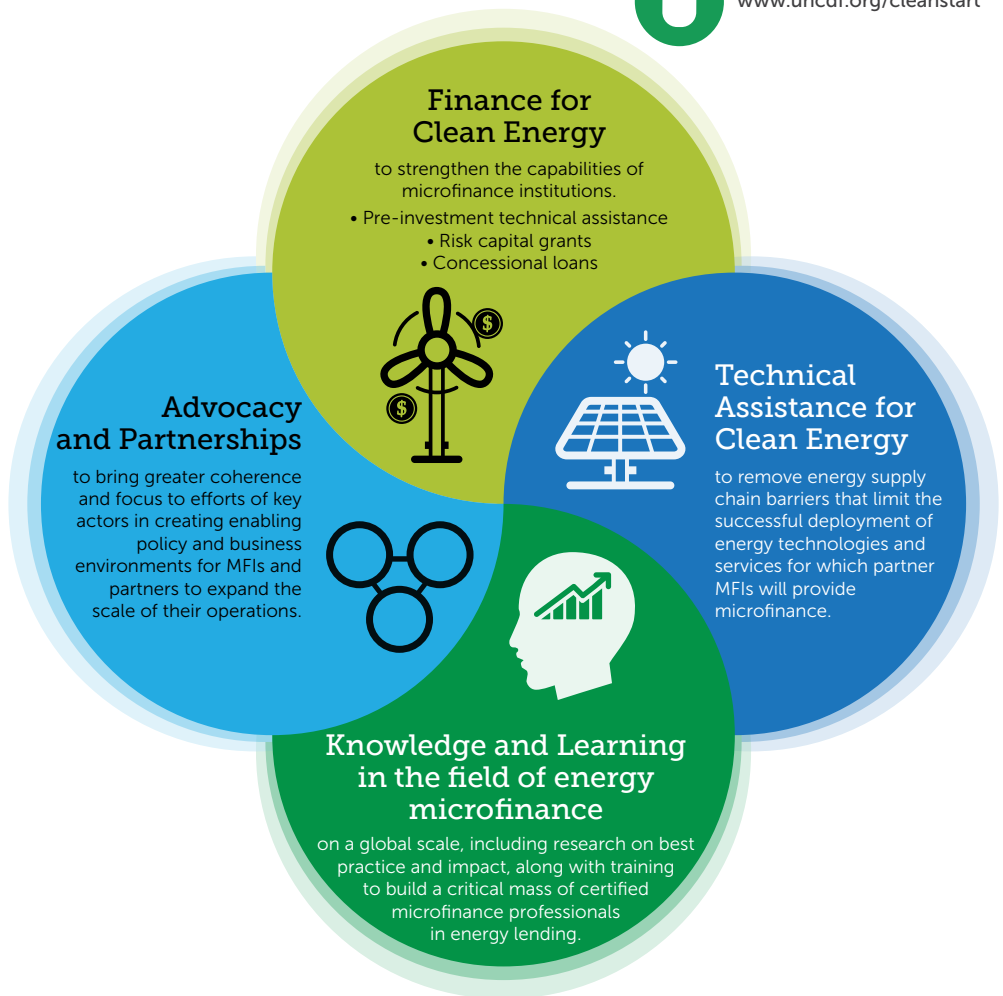 www.uncdf.org/cleanstart
Finance for
Clean Energy
to strengthen the capabilities of
microfinance institutions.
• Pre-investment technical assistance
• Risk capital grants
• Concessional loans
$
$
Advocacy
and Partnerships
to bring greater coherence
and focus to efforts of key
actors in creating enabling
policy and business
environments for MFIs and
partners to expand the
scale of their operations.
Technical
Assistance for
Clean Energy
to remove energy supply
chain barriers that limit the
successful deployment of
energy technologies and
services for which partner
MFIs will provide
microfinance.
Knowledge and Learning
in the field of energy
microfinance
on a global scale, including research on best
practice and impact, along with training
to build a critical mass of certified
microfinance professionals
in energy lending.